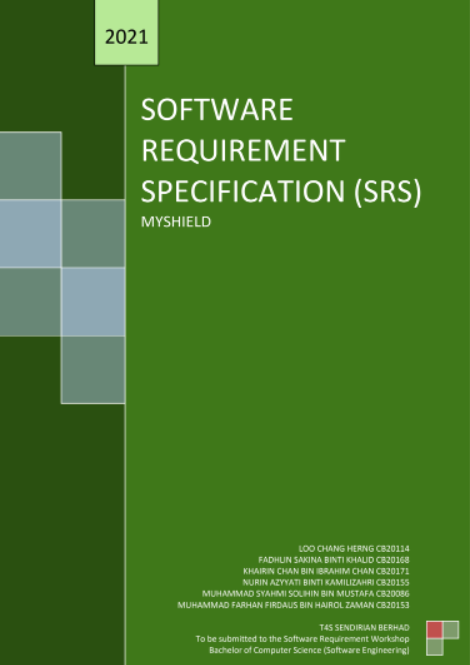 2021
SOFTWARE
REQUIREMENT
SPECIFICATION (SRS)
MYSHIELD
LOO CHANG HERNG CB20114
FADHLIN SAKINA BINTI KHALID CB20168
KHAIRIN CHAN BIN IBRAHIM CHAN CB20171
NURIN AZYYATI BINTI KAMILIZAHRI CB20155
MUHAMMAD SYAHMI SOLIHIN BIN MUSTAFA CB20086
MUHAMMAD FARHAN FIRDAUS BIN HAIROL ZAMAN CB20153
T4S SENDIRIAN BERHAD
To be submitted to the Software Requirement Workshop
Bachelor of Computer Science (Software Engineering)